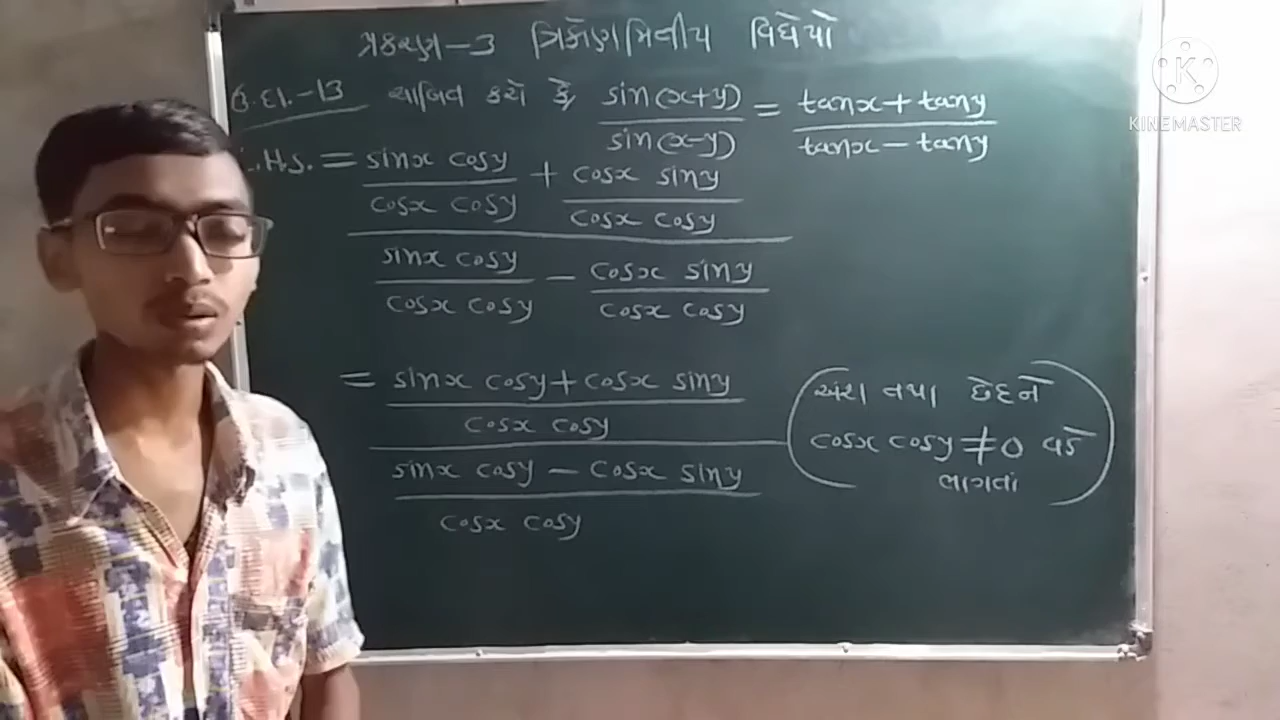 પ્રકરણ-3 ત્રિકોણમિતીય વિધેયો
ઉ.દા.-13 સાબિત કરો કે, sin(x+y) / sin(x-y) = tanx + tany / tanx - tany
L.H.S. = sinx cosy / cosx cosy + cosx siny / cosx cosy
sinx cosy / cosx cosy - cosx siny / cosx cosy
= sinx cosy + cosx siny
cosx cosy
sinx cosy - cosx siny
cosx cosy
(અંશ તથા છેદને
cosx cosy ≠ 0 વડે
ભાગતાં)
K
KINEMASTER